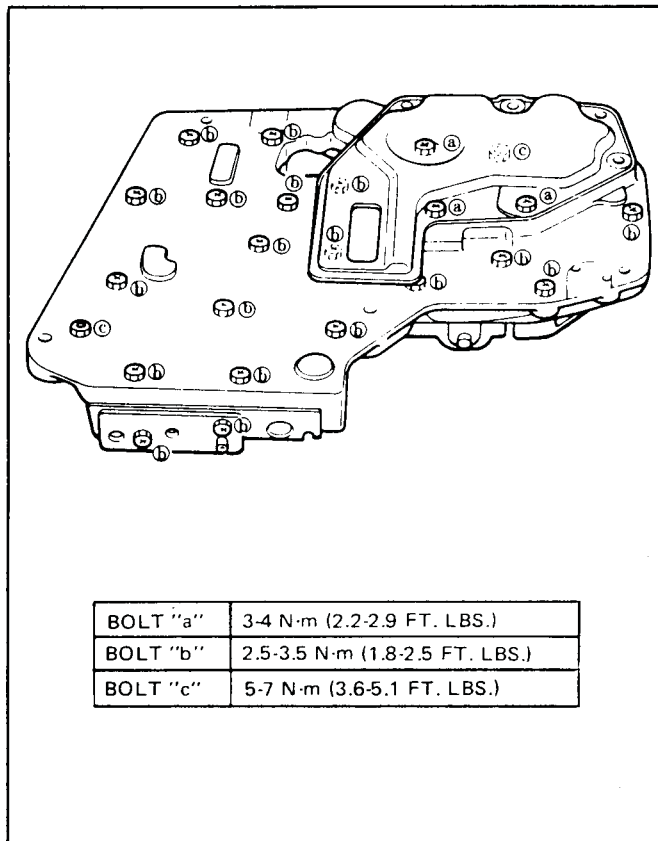 ⓑ ⓑ
ⓐ ⓒ
ⓑ ⓑ
ⓑ ⓑ ⓐ ⓐ
ⓑ ⓑ ⓑ
ⓑ
ⓑ ⓑ ⓑ
ⓑ
ⓒ ⓑ
ⓑ ⓑ
ⓑ
ⓑ
BOLT "a" 3-4 N·m (2.2-2.9 FT. LBS.)
BOLT "b" 2.5-3.5 N·m (1.8-2.5 FT. LBS.)
BOLT "c" 5-7 N·m (3.6-5.1 FT. LBS.)